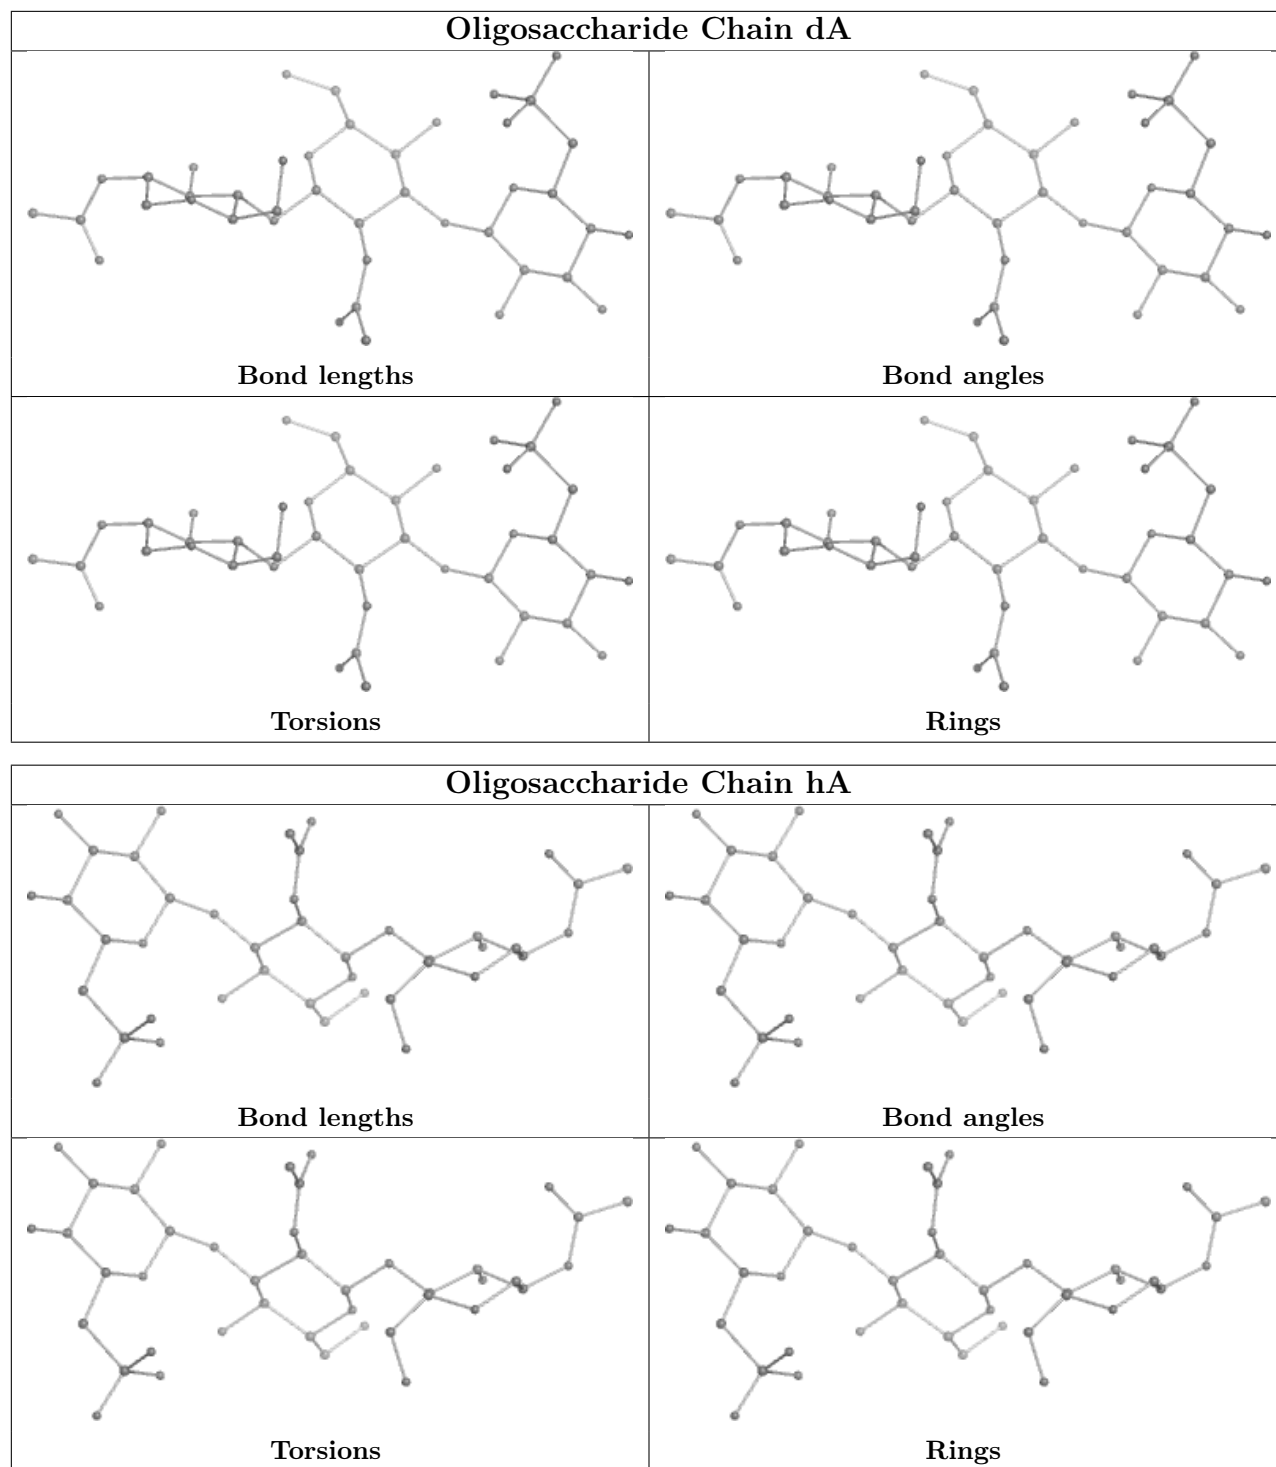 Oligosaccharide Chain dA
Bond lengths
Bond angles
Torsions
Rings
Oligosaccharide Chain hA
Bond lengths
Bond angles
Torsions
Rings